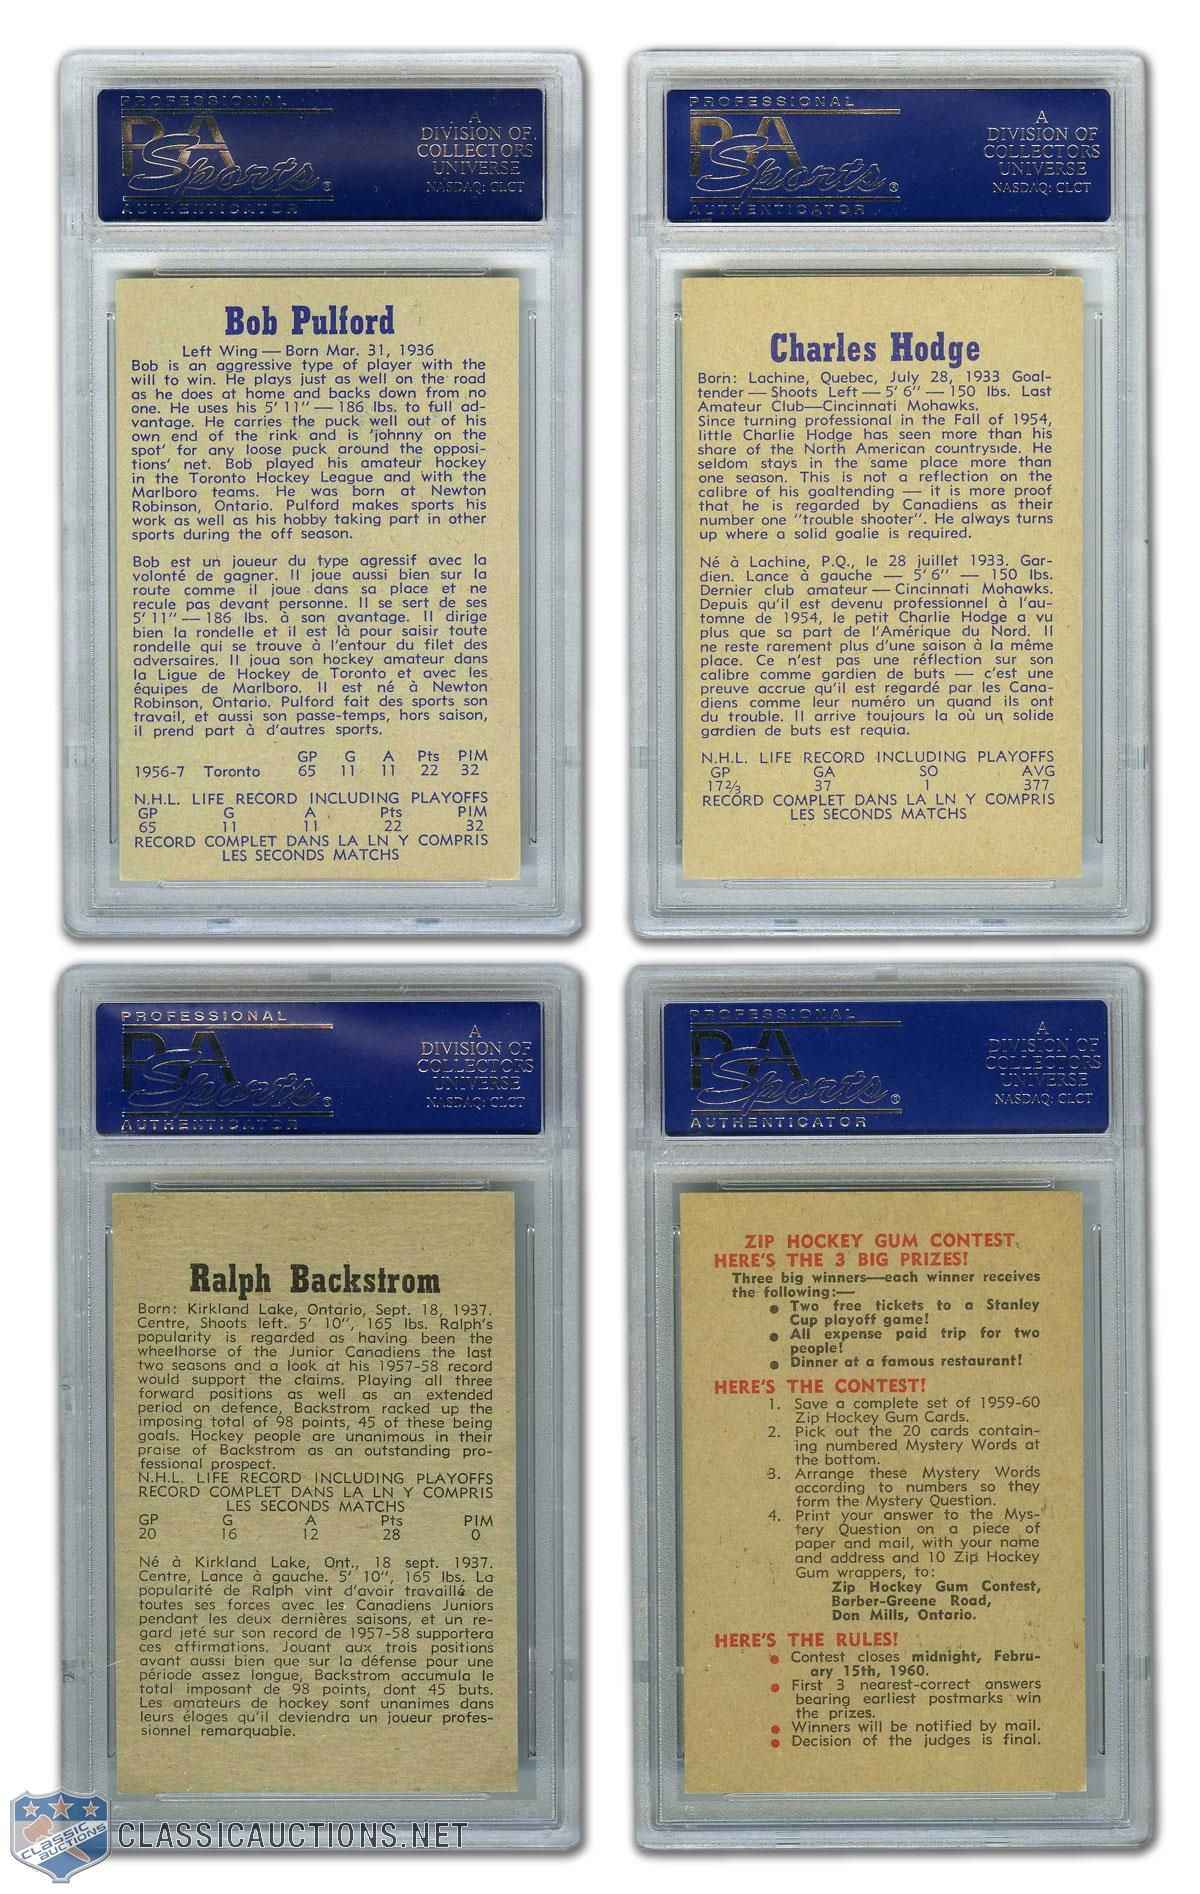 PROFESSIONAL
PSA
Sports®
AUTHENTICATOR
A
DIVISION OF
COLLECTORS
UNIVERSE
NASDAQ: CLCT
Bob Pulford
Left Wing — Born Mar. 31, 1936
Bob is an aggressive type of player with the
will to win. He plays just as well on the road
as he does at home and backs down from no
one. He uses his 5' 11" — 186 lbs. to full ad-
vantage. He carries the puck well out of his
own end of the rink and is 'johnny on the
spot' for any loose puck around the opposi-
tions' net. Bob played his amateur hockey
in the Toronto Hockey League and with the
Marlboro teams. He was born at Newton
Robinson, Ontario. Pulford makes sports his
work as well as his hobby taking part in other
sports during the off season.
Bob est un joueur du type agressif avec la
volonté de gagner. Il joue aussi bien sur la
route comme il joue dans sa place et ne
recule pas devant personne. Il se sert de ses
5' 11" — 186 lbs. à son avantage. Il dirige
bien la rondelle et il est là pour saisir toute
rondelle qui se trouve à l'entour du filet des
adversaires. Il joua son hockey amateur dans
la Ligue de Hockey de Toronto et avec les
équipes de Marlboro. Il est né à Newton
Robinson, Ontario. Pulford fait des sports son
travail, et aussi son passe-temps, hors saison,
il prend part à d'autres sports.
GP G A Pts PIM
1956-7 Toronto 65 11 11 22 32
N.H.L. LIFE RECORD INCLUDING PLAYOFFS
GP G A Pts PIM
65 11 11 22 32
RECORD COMPLET DANS LA LN Y COMPRIS
LES SECONDS MATCHS
PROFESSIONAL
PSA
Sports®
AUTHENTICATOR
A
DIVISION OF
COLLECTORS
UNIVERSE
NASDAQ: CLCT
Charles Hodge
Born: Lachine, Quebec, July 28, 1933 Goal-
tender — Shoots Left — 5' 6" — 150 lbs. Last
Amateur Club—Cincinnati Mohawks.
Since turning professional in the Fall of 1954,
little Charlie Hodge has seen more than his
share of the North American countryside. He
seldom stays in the same place more than
one season. This is not a reflection on the
calibre of his goaltending — it is more proof
that he is regarded by Canadiens as their
number one "trouble shooter". He always turns
up where a solid goalie is required.
Né à Lachine, P.Q., le 28 juillet 1933. Gar-
dien. Lance à gauche — 5' 6" — 150 lbs.
Dernier club amateur — Cincinnati Mohawks.
Depuis qu'il est devenu professionnel à l'au-
tomne de 1954, le petit Charlie Hodge a vu
plus que sa part de l'Amérique du Nord. Il
ne reste rarement plus d'une saison à la même
place. Ce n'est pas une réflection sur son
calibre comme gardien de buts — c'est une
preuve accrue qu'il est regardé par les Cana-
diens comme leur numéro un quand ils ont
du trouble. Il arrive toujours la où un solide
gardien de buts est requia.
N.H.L. LIFE RECORD INCLUDING PLAYOFFS
GP GA SO AVG
17⅔ 37 1 377
RECORD COMPLET DANS LA LN Y COMPRIS
LES SECONDS MATCHS
PROFESSIONAL
PSA
Sports®
AUTHENTICATOR
A
DIVISION OF
COLLECTORS
UNIVERSE
NASDAQ: CLCT
Ralph Backstrom
Born: Kirkland Lake, Ontario, Sept. 18, 1937.
Centre, Shoots left. 5' 10", 165 lbs. Ralph's
popularity is regarded as having been the
wheelhorse of the Junior Canadiens the last
two seasons and a look at his 1957-58 record
would support the claims. Playing all three
forward positions as well as an extended
period on defence, Backstrom racked up the
imposing total of 98 points, 45 of these being
goals. Hockey people are unanimous in their
praise of Backstrom as an outstanding pro-
fessional prospect.
N.H.L. LIFE RECORD INCLUDING PLAYOFFS
RECORD COMPLET DANS LA LN Y COMPRIS
LES SECONDS MATCHS
GP G A Pts PIM
20 16 12 28 0
Né à Kirkland Lake, Ont., 18 sept. 1937.
Centre, Lance à gauche. 5' 10", 165 lbs. La
popularité de Ralph vint d'avoir travaillé de
toutes ses forces avec les Canadiens Juniors
pendant les deux dernières saisons, et un re-
gard jeté sur son record de 1957-58 supportera
ces affirmations. Jouant aux trois positions
avant aussi bien que sur la défense pour une
période assez longue, Backstrom accumula le
total imposant de 98 points, dont 45 buts.
Les amateurs de hockey sont unanimes dans
leurs éloges qu'il deviendra un joueur profes-
sionnel remarquable.
PROFESSIONAL
PSA
Sports®
AUTHENTICATOR
A
DIVISION OF
COLLECTORS
UNIVERSE
NASDAQ: CLCT
ZIP HOCKEY GUM CONTEST
HERE'S THE 3 BIG PRIZES!
Three big winners—each winner receives
the following:—
● Two free tickets to a Stanley
Cup playoff game!
● All expense paid trip for two
people!
● Dinner at a famous restaurant!
HERE'S THE CONTEST!
1. Save a complete set of 1959-60
Zip Hockey Gum Cards.
2. Pick out the 20 cards contain-
ing numbered Mystery Words at
the bottom.
3. Arrange these Mystery Words
according to numbers so they
form the Mystery Question.
4. Print your answer to the Mys-
tery Question on a piece of
paper and mail, with your name
and address and 10 Zip Hockey
Gum wrappers, to:
Zip Hockey Gum Contest,
Barber-Greene Road,
Don Mills, Ontario.
HERE'S THE RULES!
● Contest closes midnight, Febru-
ary 15th, 1960.
● First 3 nearest-correct answers
bearing earliest postmarks win
the prizes.
● Winners will be notified by mail.
● Decision of the judges is final.
CLASSIC
AUCTIONS
CLASSICAUCTIONS.NET